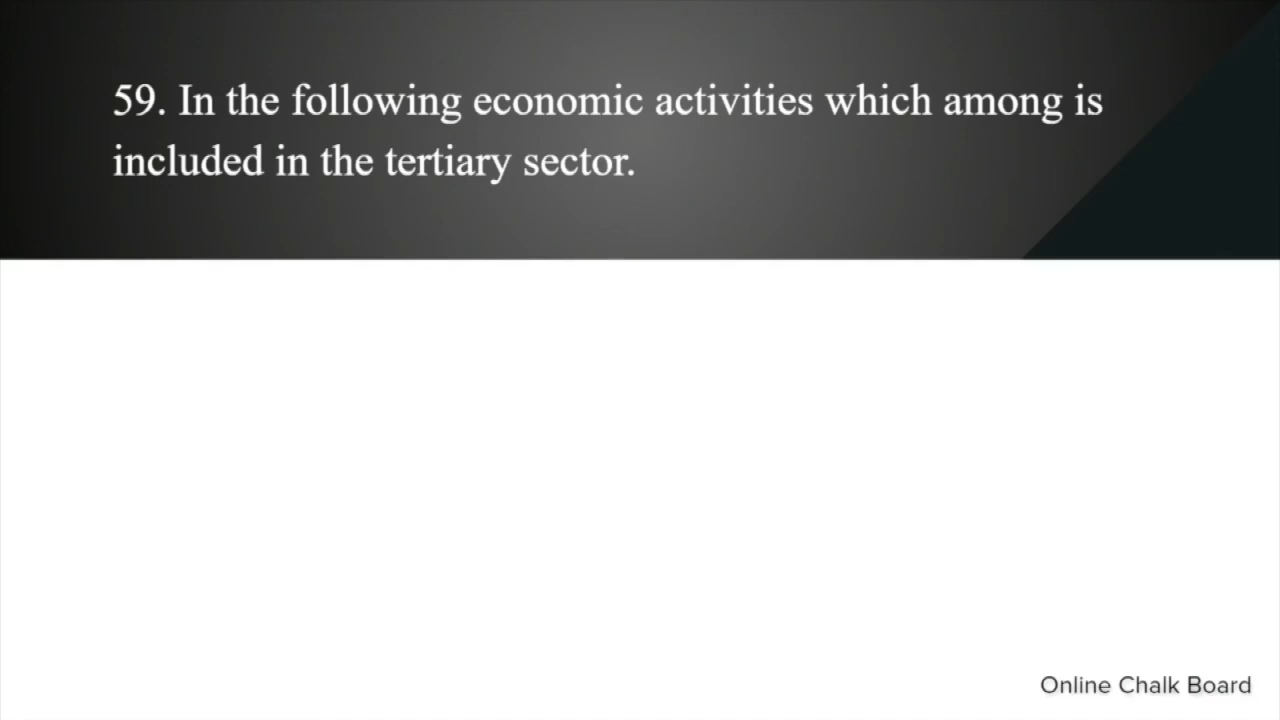 59. In the following economic activities which among is
included in the tertiary sector.
Online Chalk Board